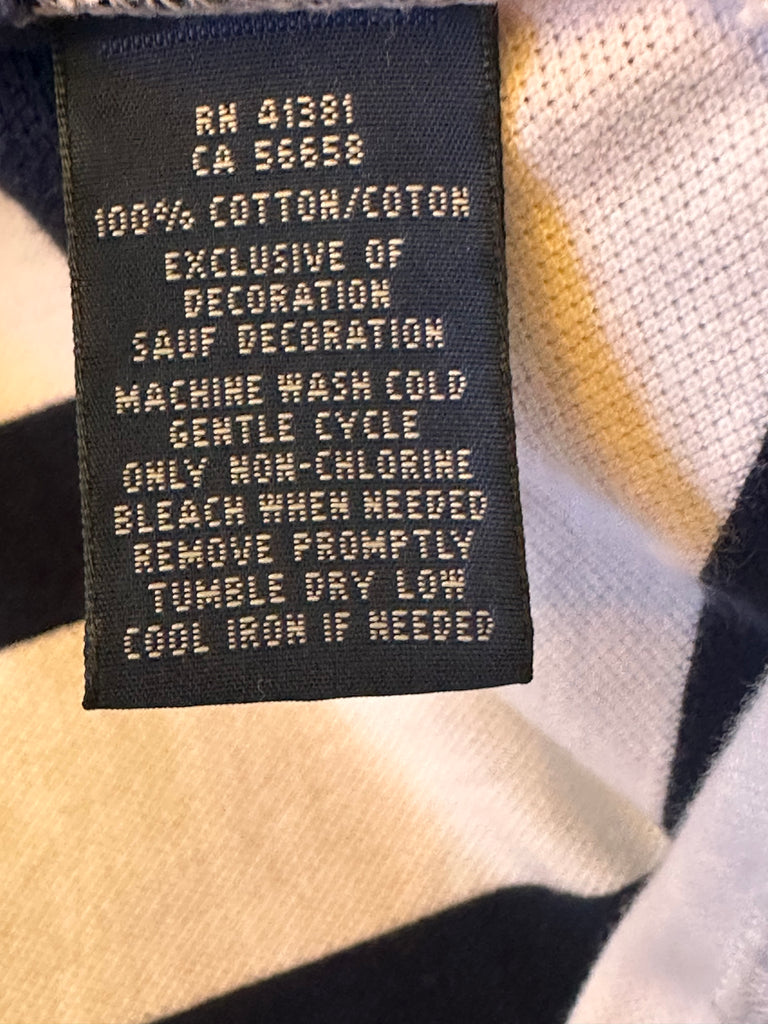 RN 41381
CA 56658
100% COTTON/COTON
EXCLUSIVE OF
DECORATION
SAUF DECORATION
MACHINE WASH COLD
GENTLE CYCLE
ONLY NON-CHLORINE
BLEACH WHEN NEEDED
REMOVE PROMPTLY
TUMBLE DRY LOW
COOL IRON IF NEEDED